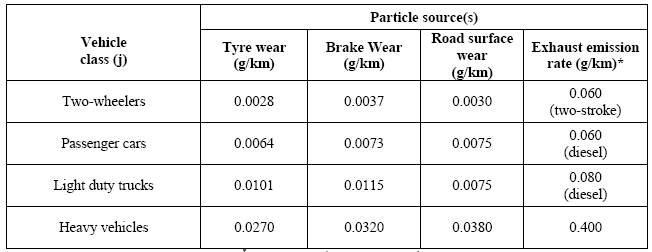 Vehicle
class (j)
Particle source(s)
Tyre wear
(g/km)
Brake Wear
(g/km)
Road surface
wear
(g/km)
Exhaust emission
rate (g/km)*
Two-wheelers
0.0028
0.0037
0.0030
0.060
(two-stroke)
Passenger cars
0.0064
0.0073
0.0075
0.060
(diesel)
Light duty trucks
0.0101
0.0115
0.0075
0.080
(diesel)
Heavy vehicles
0.0270
0.0320
0.0380
0.400